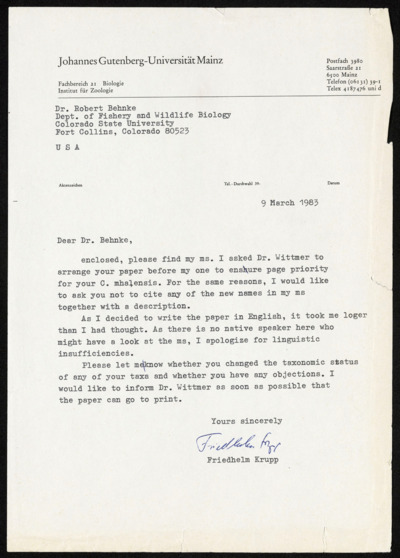 Johannes Gutenberg-Universität Mainz
Fachbereich 21 Biologie
Institut für Zoologie
Postfach 3980
Saarstraße 21
6500 Mainz
Telefon (06131) 39-1
Telex 4187476 uni d
Dr. Robert Behnke
Dept. of Fishery and Wildlife Biology
Colorado State University
Fort Collins, Colorado 80523
U S A
Aktenzeichen
Tel.-Durchwahl 39-
Datum
9 March 1983
Dear Dr. Behnke,
enclosed, please find my ms. I asked Dr. Wittmer to
arrange your paper before my one to enshure page priority
for your C. mhalensis. For the same reasons, I would like
to ask you not to cite any of the new names in my ms
together with a description.
As I decided to write the paper in English, it took me loger
than I had thought. As there is no native speaker here who
might have a look at the ms, I apologize for linguistic
insufficiencies.
Please let me know whether you changed the taxonomic status
of any of your taxa and whether you have any objections. I
would like to inform Dr. Wittmer as soon as possible that
the paper can go to print.
Yours sincerely
Friedhelm Krupp
Friedhelm Krupp